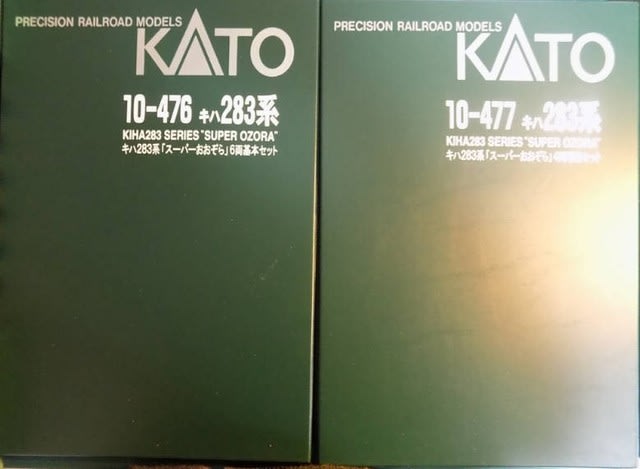 PRECISION RAILROAD MODELS
KATO
10-476 キハ283系
KIHA283 SERIES "SUPER OZORA"
キハ283系「スーパーおおぞら」6両基本セット
PRECISION RAILROAD MODELS
KATO
10-477 キハ283系
KIHA283 SERIES "SUPER OZORA"
キハ283系「スーパーおおぞら」